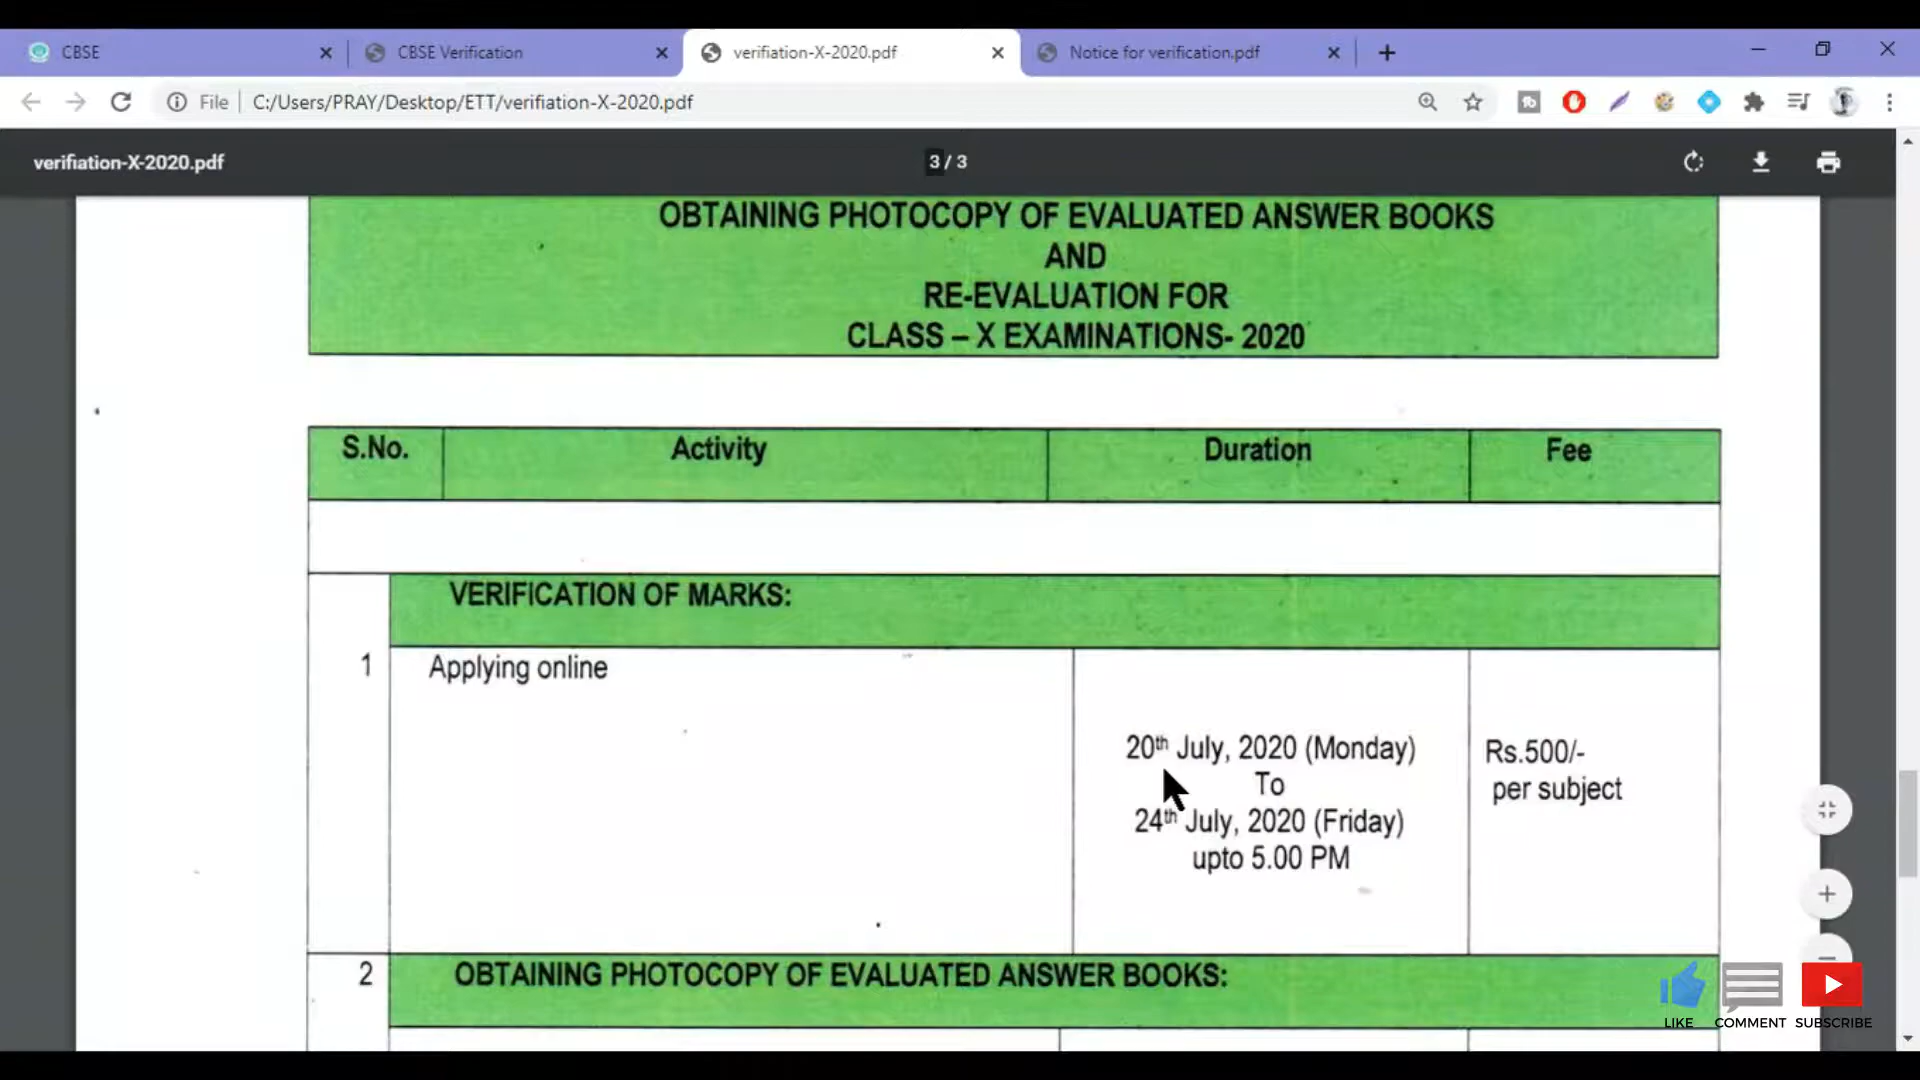 CBSE
CBSE Verification
verifiation-X-2020.pdf
Notice for verification.pdf
File
C:/Users/PRAY/Desktop/ETT/verifiation-X-2020.pdf
verifiation-X-2020.pdf
3 / 3
OBTAINING PHOTOCOPY OF EVALUATED ANSWER BOOKS
AND
RE-EVALUATION FOR
CLASS – X EXAMINATIONS- 2020
S.No. Activity Duration Fee
VERIFICATION OF MARKS:
1 Applying online
20th July, 2020 (Monday)
To
24th July, 2020 (Friday)
upto 5.00 PM
Rs.500/-
per subject
2 OBTAINING PHOTOCOPY OF EVALUATED ANSWER BOOKS:
LIKE COMMENT SUBSCRIBE